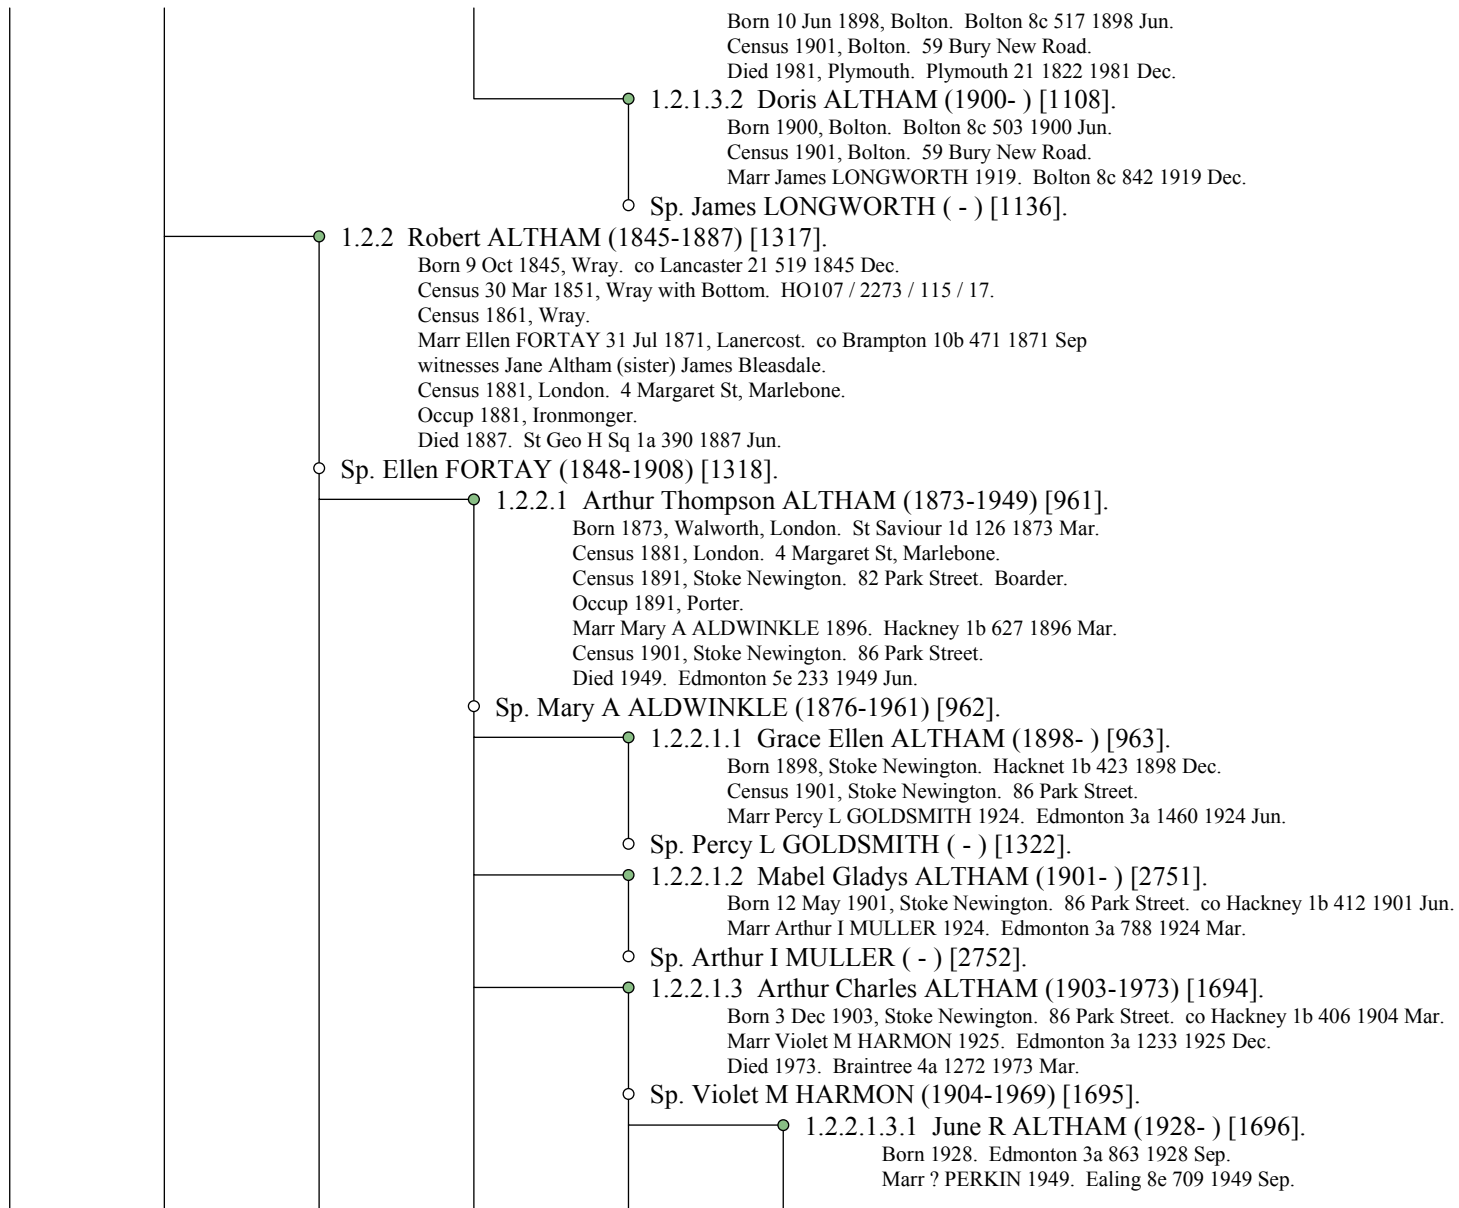 Born 10 Jun 1898, Bolton. Bolton 8c 517 1898 Jun.
Census 1901, Bolton. 59 Bury New Road.
Died 1981, Plymouth. Plymouth 21 1822 1981 Dec.
1.2.1.3.2 Doris ALTHAM (1900- ) [1108].
Born 1900, Bolton. Bolton 8c 503 1900 Jun.
Census 1901, Bolton. 59 Bury New Road.
Marr James LONGWORTH 1919. Bolton 8c 842 1919 Dec.
Sp. James LONGWORTH ( - ) [1136].
1.2.2 Robert ALTHAM (1845-1887) [1317].
Born 9 Oct 1845, Wray. co Lancaster 21 519 1845 Dec.
Census 30 Mar 1851, Wray with Bottom. HO107 / 2273 / 115 / 17.
Census 1861, Wray.
Marr Ellen FORTAY 31 Jul 1871, Lanercost. co Brampton 10b 471 1871 Sep
witnesses Jane Altham (sister) James Bleasdale.
Census 1881, London. 4 Margaret St, Marlebone.
Occup 1881, Ironmonger.
Died 1887. St Geo H Sq 1a 390 1887 Jun.
Sp. Ellen FORTAY (1848-1908) [1318].
1.2.2.1 Arthur Thompson ALTHAM (1873-1949) [961].
Born 1873, Walworth, London. St Saviour 1d 126 1873 Mar.
Census 1881, London. 4 Margaret St, Marlebone.
Census 1891, Stoke Newington. 82 Park Street. Boarder.
Occup 1891, Porter.
Marr Mary A ALDWINKLE 1896. Hackney 1b 627 1896 Mar.
Census 1901, Stoke Newington. 86 Park Street.
Died 1949. Edmonton 5e 233 1949 Jun.
Sp. Mary A ALDWINKLE (1876-1961) [962].
1.2.2.1.1 Grace Ellen ALTHAM (1898- ) [963].
Born 1898, Stoke Newington. Hacknet 1b 423 1898 Dec.
Census 1901, Stoke Newington. 86 Park Street.
Marr Percy L GOLDSMITH 1924. Edmonton 3a 1460 1924 Jun.
Sp. Percy L GOLDSMITH ( - ) [1322].
1.2.2.1.2 Mabel Gladys ALTHAM (1901- ) [2751].
Born 12 May 1901, Stoke Newington. 86 Park Street. co Hackney 1b 412 1901 Jun.
Marr Arthur I MULLER 1924. Edmonton 3a 788 1924 Mar.
Sp. Arthur I MULLER ( - ) [2752].
1.2.2.1.3 Arthur Charles ALTHAM (1903-1973) [1694].
Born 3 Dec 1903, Stoke Newington. 86 Park Street. co Hackney 1b 406 1904 Mar.
Marr Violet M HARMON 1925. Edmonton 3a 1233 1925 Dec.
Died 1973. Braintree 4a 1272 1973 Mar.
Sp. Violet M HARMON (1904-1969) [1695].
1.2.2.1.3.1 June R ALTHAM (1928- ) [1696].
Born 1928. Edmonton 3a 863 1928 Sep.
Marr ? PERKIN 1949. Ealing 8e 709 1949 Sep.